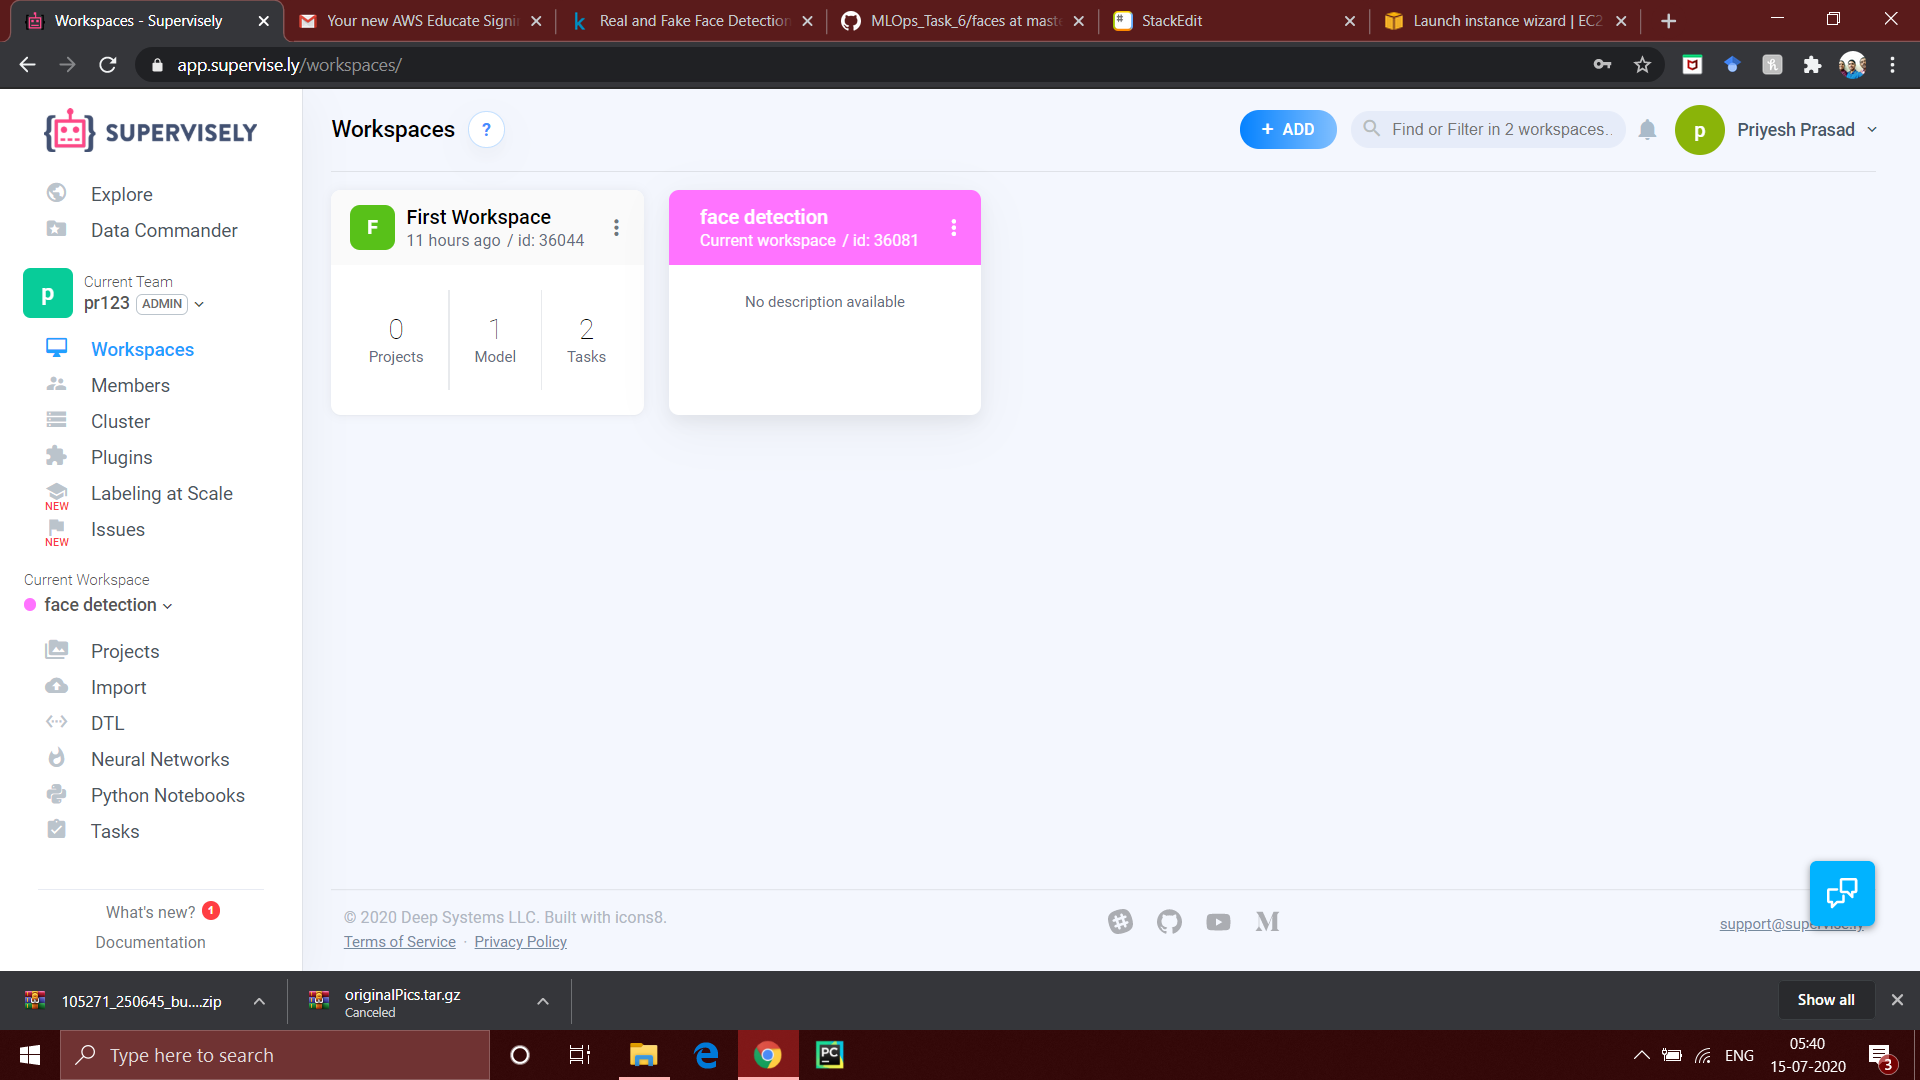 Workspaces - Supervisely
Your new AWS Educate Signi
Real and Fake Face Detection
MLOps_Task_6/faces at maste
StackEdit
Launch instance wizard | EC2
app.supervise.ly/workspaces/
SUPERVISELY
Explore
Data Commander
Current Team
p
pr123 ADMIN
Workspaces
Members
Cluster
Plugins
Labeling at Scale
NEW
Issues
NEW
Current Workspace
face detection
Projects
Import
DTL
Neural Networks
Python Notebooks
Tasks
What's new? 1
Documentation
Workspaces ?
+ ADD
Find or Filter in 2 workspaces..
p
Priyesh Prasad
F
First Workspace
11 hours ago / id: 36044
0
Projects
1
Model
2
Tasks
face detection
Current workspace / id: 36081
No description available
© 2020 Deep Systems LLC. Built with icons8.
Terms of Service · Privacy Policy
support@supervise.ly
105271_250645_bu....zip
originalPics.tar.gz
Canceled
Show all
Type here to search
PC
ENG
05:40
15-07-2020
3